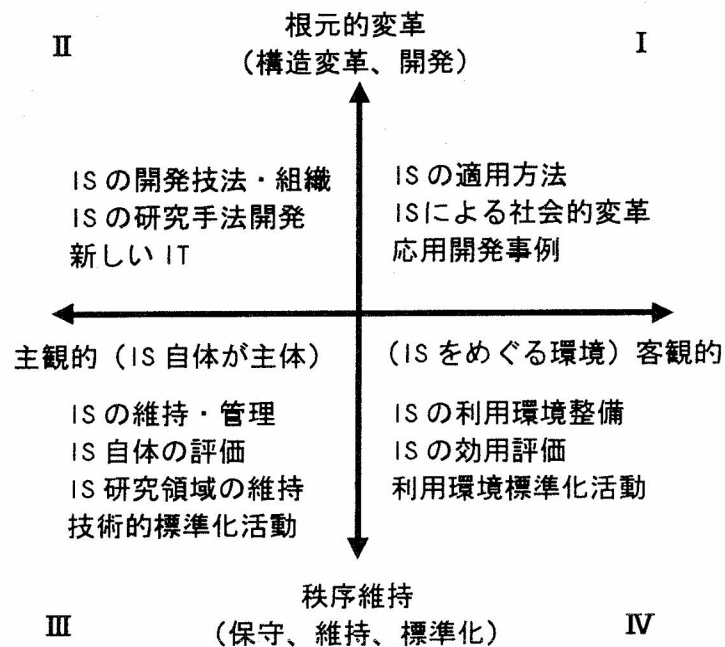 Ⅱ
根元的変革
(構造変革、開発)
Ⅰ
ISの開発技法・組織
ISの研究手法開発
新しいIT
ISの適用方法
ISによる社会的変革
応用開発事例
主観的(IS自体が主体)
(ISをめぐる環境)客観的
ISの維持・管理
IS自体の評価
IS研究領域の維持
技術的標準化活動
ISの利用環境整備
ISの効用評価
利用環境標準化活動
秩序維持
(保守、維持、標準化)
Ⅲ
Ⅳ